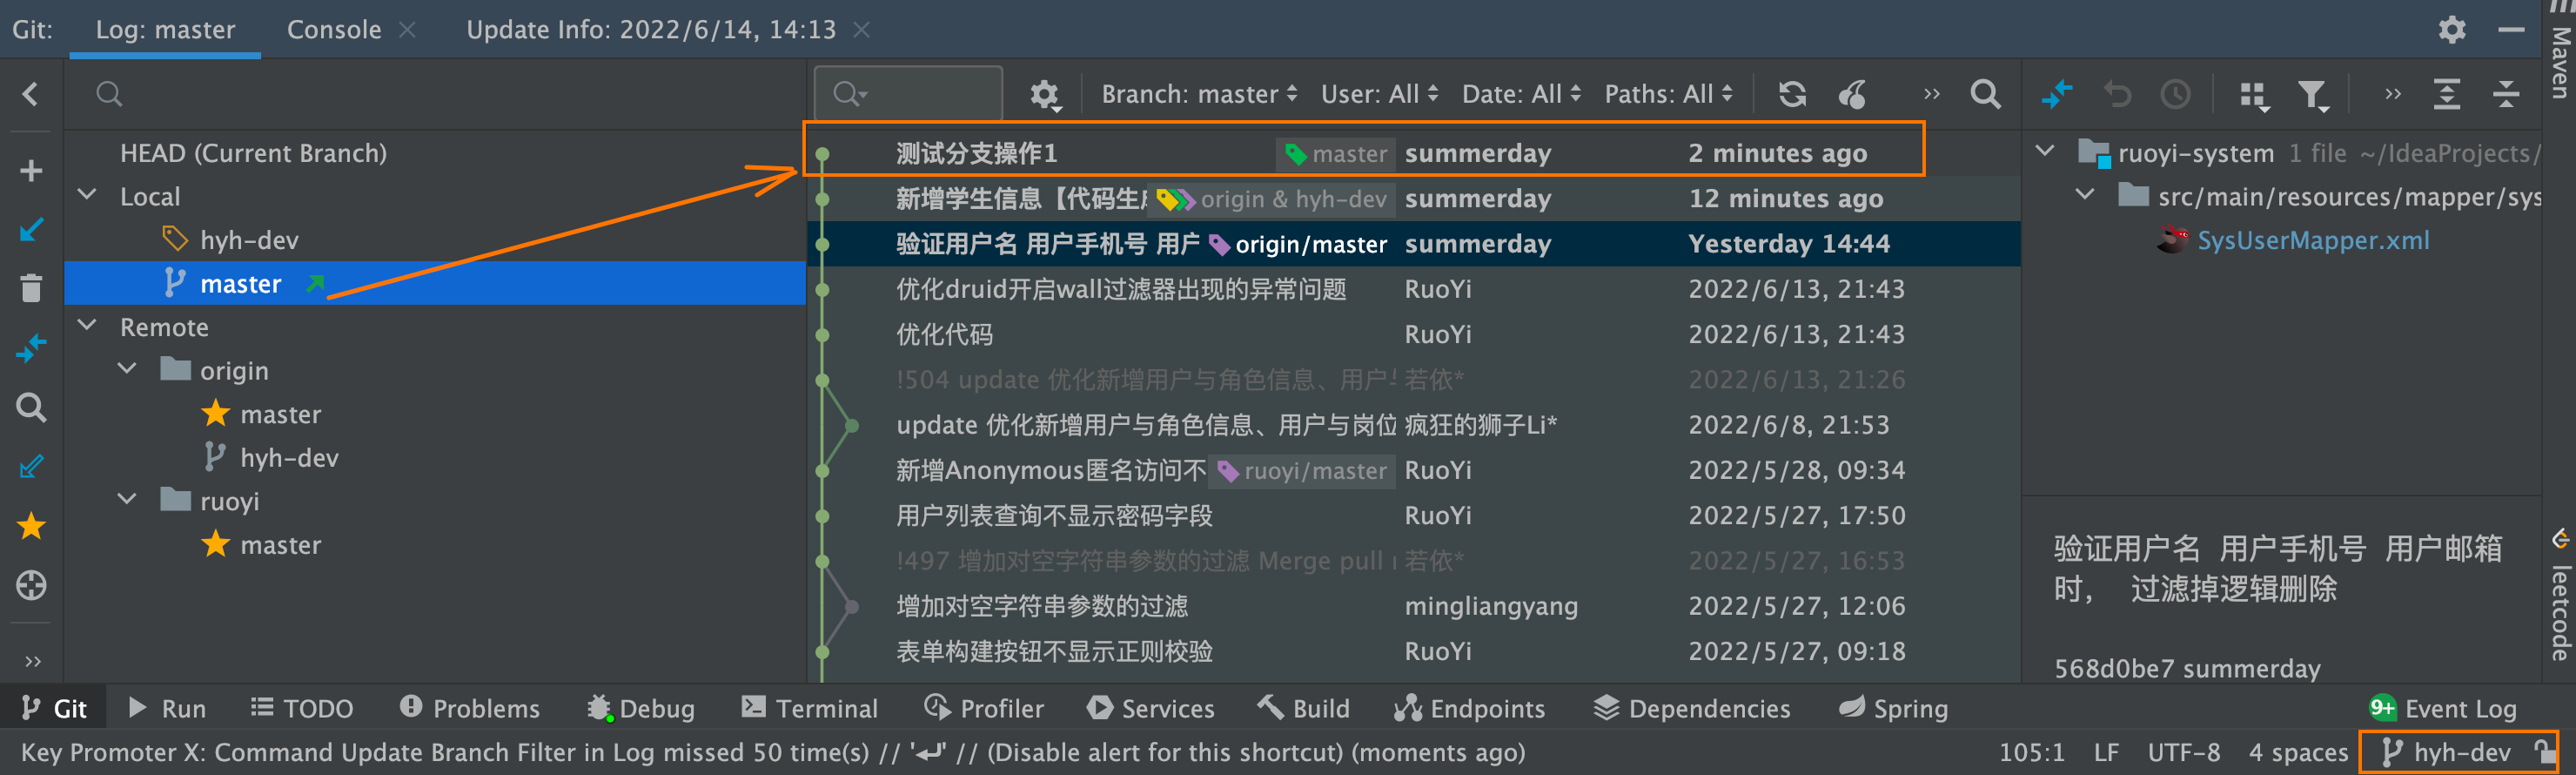 Git: Log: master Console Update Info: 2022/6/14, 14:13
Branch: master User: All Date: All Paths: All
HEAD (Current Branch)
Local
hyh-dev
master
Remote
origin
master
hyh-dev
ruoyi
master
测试分支操作1 master summerday 2 minutes ago
新增学生信息【代码生 origin & hyh-dev summerday 12 minutes ago
验证用户名 用户手机号 用户 origin/master summerday Yesterday 14:44
优化druid开启wall过滤器出现的异常问题 RuoYi 2022/6/13, 21:43
优化代码 RuoYi 2022/6/13, 21:43
!504 update 优化新增用户与角色信息、用户与 若依* 2022/6/13, 21:26
update 优化新增用户与角色信息、用户与岗位 疯狂的狮子Li* 2022/6/8, 21:53
新增Anonymous匿名访问不 ruoyi/master RuoYi 2022/5/28, 09:34
用户列表查询不显示密码字段 RuoYi 2022/5/27, 17:50
!497 增加对空字符串参数的过滤 Merge pull 若依* 2022/5/27, 16:53
增加对空字符串参数的过滤 mingliangyang 2022/5/27, 12:06
表单构建按钮不显示正则校验 RuoYi 2022/5/27, 09:18
ruoyi-system 1 file ~/IdeaProjects/
src/main/resources/mapper/sys
SysUserMapper.xml
验证用户名 用户手机号 用户邮箱
时， 过滤掉逻辑删除
568d0be7 summerday
Maven
leetcode
Git Run TODO Problems Debug Terminal Profiler Services Build Endpoints Dependencies Spring 9+ Event Log
Key Promoter X: Command Update Branch Filter in Log missed 50 time(s) // '↩' // (Disable alert for this shortcut) (moments ago) 105:1 LF UTF-8 4 spaces hyh-dev